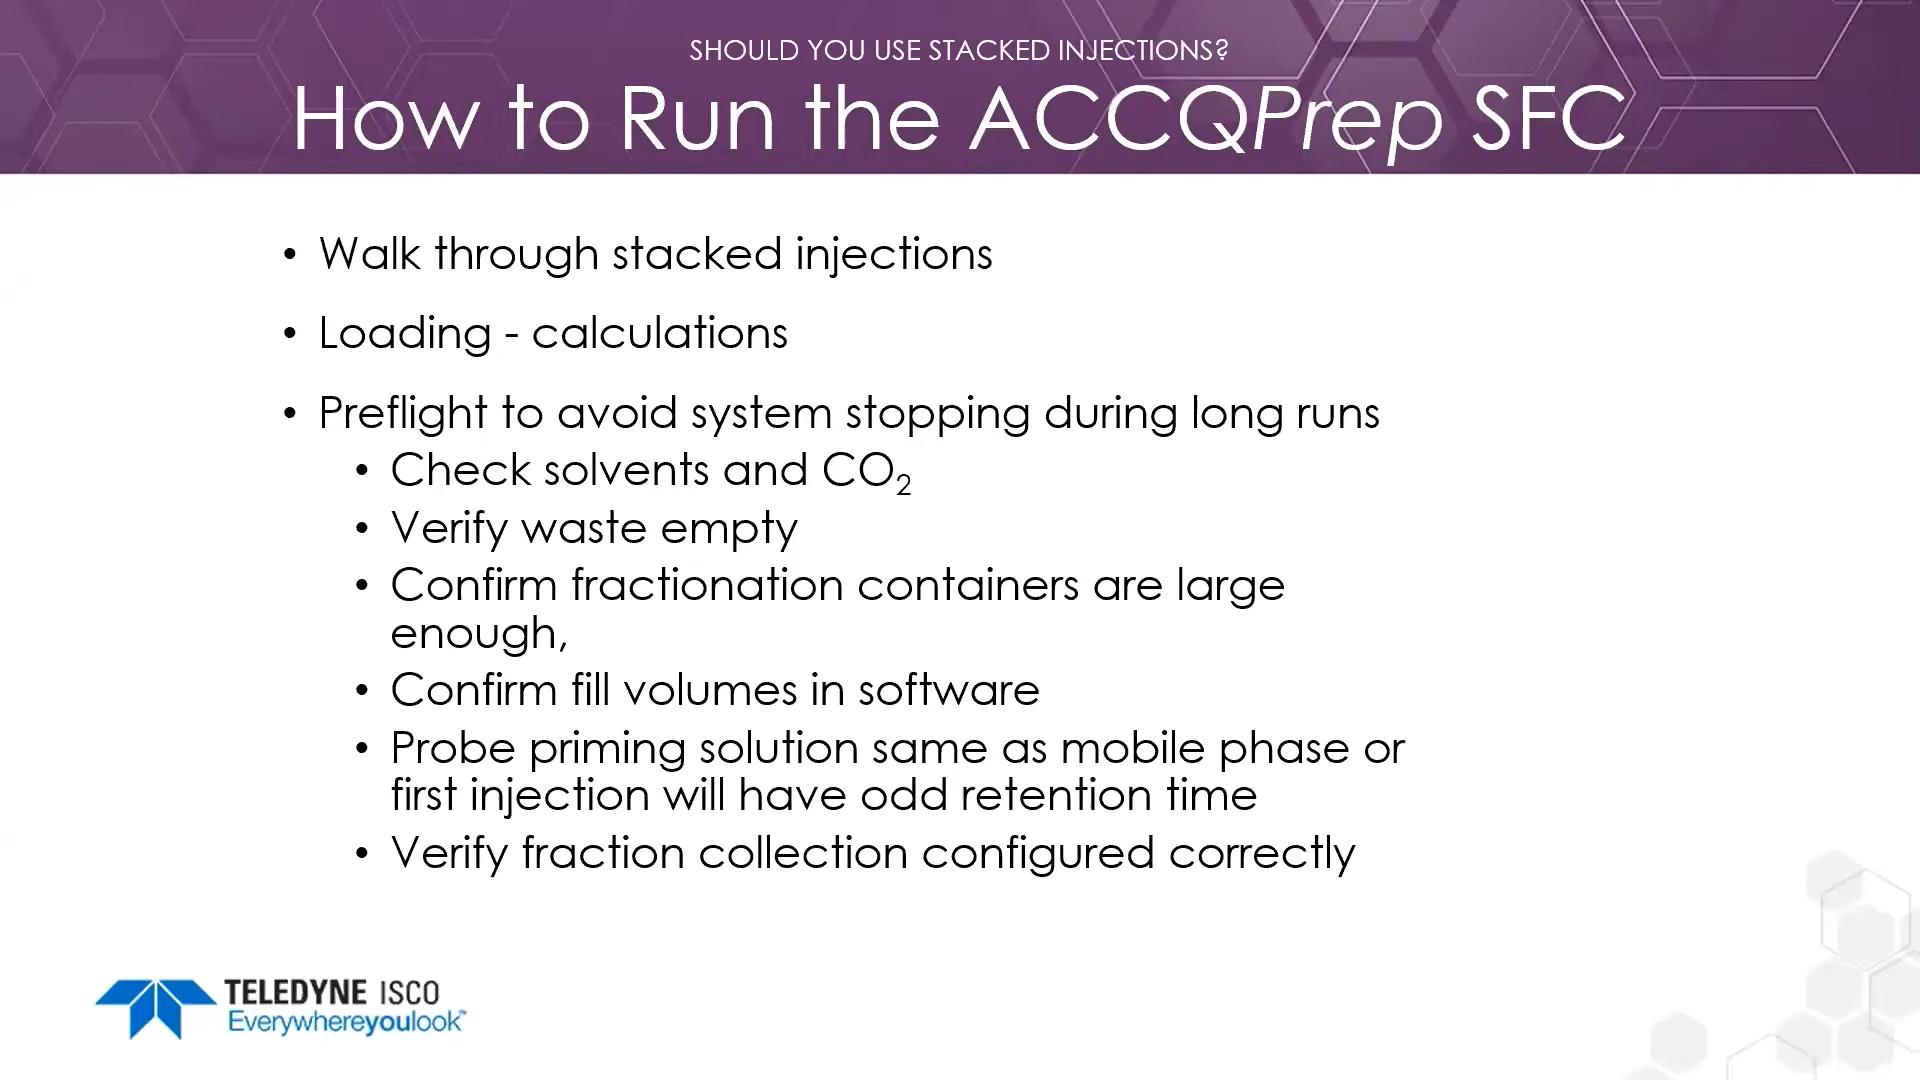 SHOULD YOU USE STACKED INJECTIONS?
How to Run the ACCQPrep SFC
• Walk through stacked injections
• Loading - calculations
• Preflight to avoid system stopping during long runs
• Check solvents and CO₂
• Verify waste empty
• Confirm fractionation containers are large
enough,
• Confirm fill volumes in software
• Probe priming solution same as mobile phase or
first injection will have odd retention time
• Verify fraction collection configured correctly
TELEDYNE ISCO
Everywhereyoulook™